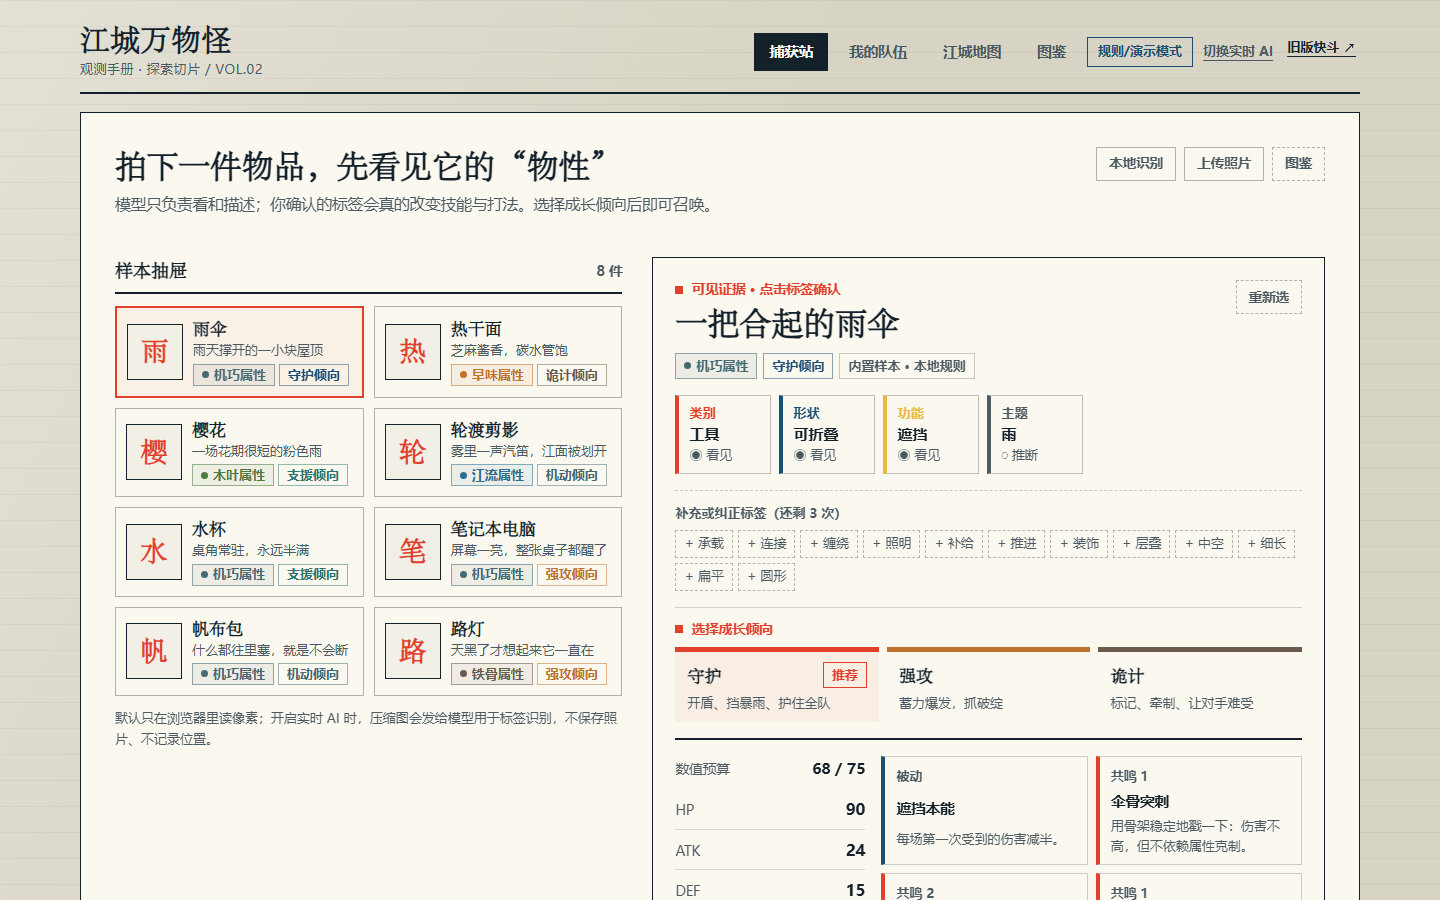 江城万物怪
观测手册 · 探索切片 / VOL.02
捕获站
我的队伍
江城地图
图鉴
规则/演示模式
切换实时 AI
旧版快斗 ↗
拍下一件物品，先看见它的“物性”
模型只负责看和描述；你确认的标签会真的改变技能与打法。选择成长倾向后即可召唤。
本地识别
上传照片
图鉴
样本抽屉
8 件
雨
雨伞
雨天撑开的一小块屋顶
机巧属性
守护倾向
热
热干面
芝麻酱香，碳水管饱
早味属性
诡计倾向
樱
樱花
一场花期很短的粉色雨
木叶属性
支援倾向
轮
轮渡剪影
雾里一声汽笛，江面被划开
江流属性
机动倾向
水
水杯
桌角常驻，永远半满
机巧属性
支援倾向
笔
笔记本电脑
屏幕一亮，整张桌子都醒了
机巧属性
强攻倾向
帆
帆布包
什么都往里塞，就是不会断
机巧属性
机动倾向
路
路灯
天黑了才想起来它一直在
铁骨属性
强攻倾向
默认只在浏览器里读像素；开启实时 AI 时，压缩图会发给模型用于标签识别，不保存照
片、不记录位置。
可见证据 • 点击标签确认
一把合起的雨伞
重新选
机巧属性
守护倾向
内置样本 • 本地规则
类别
工具
◉ 看见
形状
可折叠
◉ 看见
功能
遮挡
◉ 看见
主题
雨
○ 推断
补充或纠正标签（还剩 3 次）
+ 承载
+ 连接
+ 缠绕
+ 照明
+ 补给
+ 推进
+ 装饰
+ 层叠
+ 中空
+ 细长
+ 扁平
+ 圆形
选择成长倾向
守护
推荐
开盾、挡暴雨、护住全队
强攻
蓄力爆发，抓破绽
诡计
标记、牵制、让对手难受
数值预算
68 / 75
HP
90
ATK
24
DEF
15
被动
遮挡本能
每场第一次受到的伤害减半。
共鸣 1
伞骨突刺
用骨架稳定地戳一下：伤害不
高，但不依赖属性克制。
共鸣 2
共鸣 1